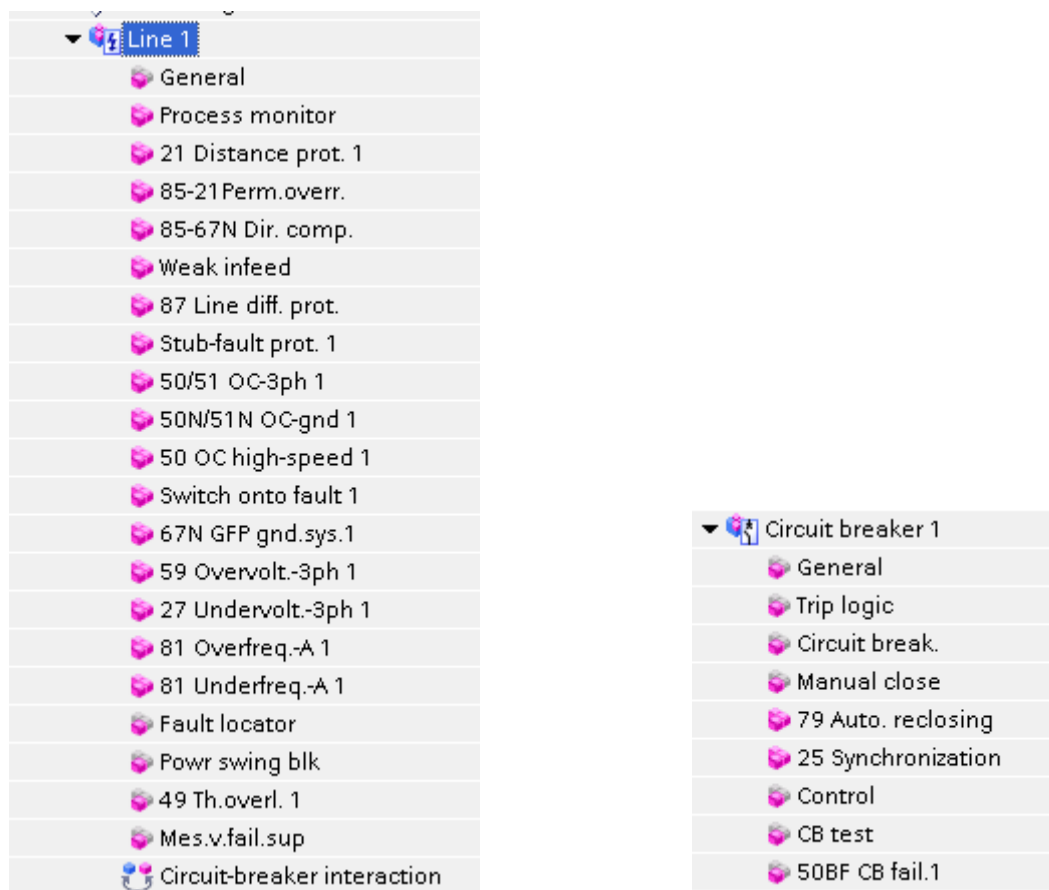 Line 1
General
Process monitor
21 Distance prot. 1
85-21Perm.overr.
85-67N Dir. comp.
Weak infeed
87 Line diff. prot.
Stub-fault prot. 1
50/51 OC-3ph 1
50N/51N OC-gnd 1
50 OC high-speed 1
Switch onto fault 1
67N GFP gnd.sys.1
59 Overvolt.-3ph 1
27 Undervolt.-3ph 1
81 Overfreq.-A 1
81 Underfreq.-A 1
Fault locator
Powr swing blk
49 Th.overl. 1
Mes.v.fail.sup
Circuit-breaker interaction
Circuit breaker 1
General
Trip logic
Circuit break.
Manual close
79 Auto. reclosing
25 Synchronization
Control
CB test
50BF CB fail.1